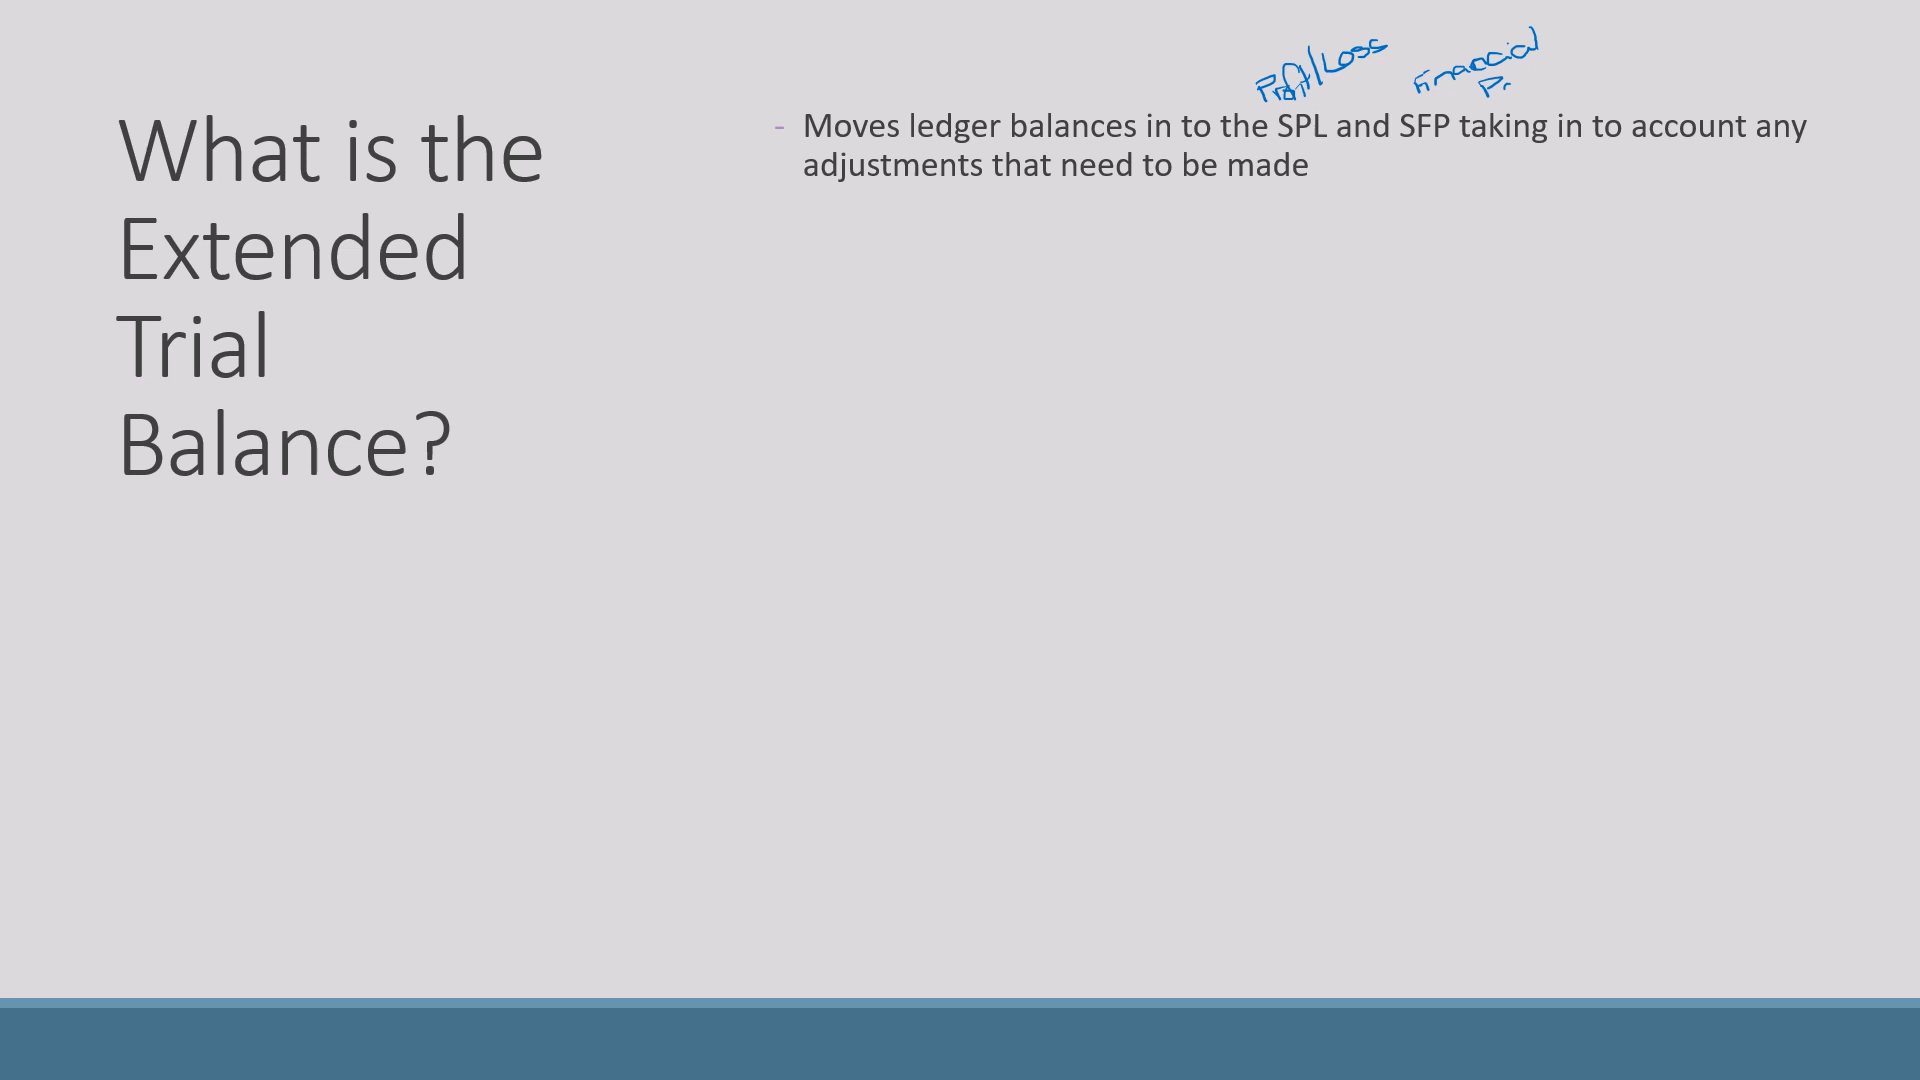 What is the
Extended
Trial
Balance?
Profit/Loss
Financial
- Moves ledger balances in to the SPL and SFP taking in to account any
adjustments that need to be made